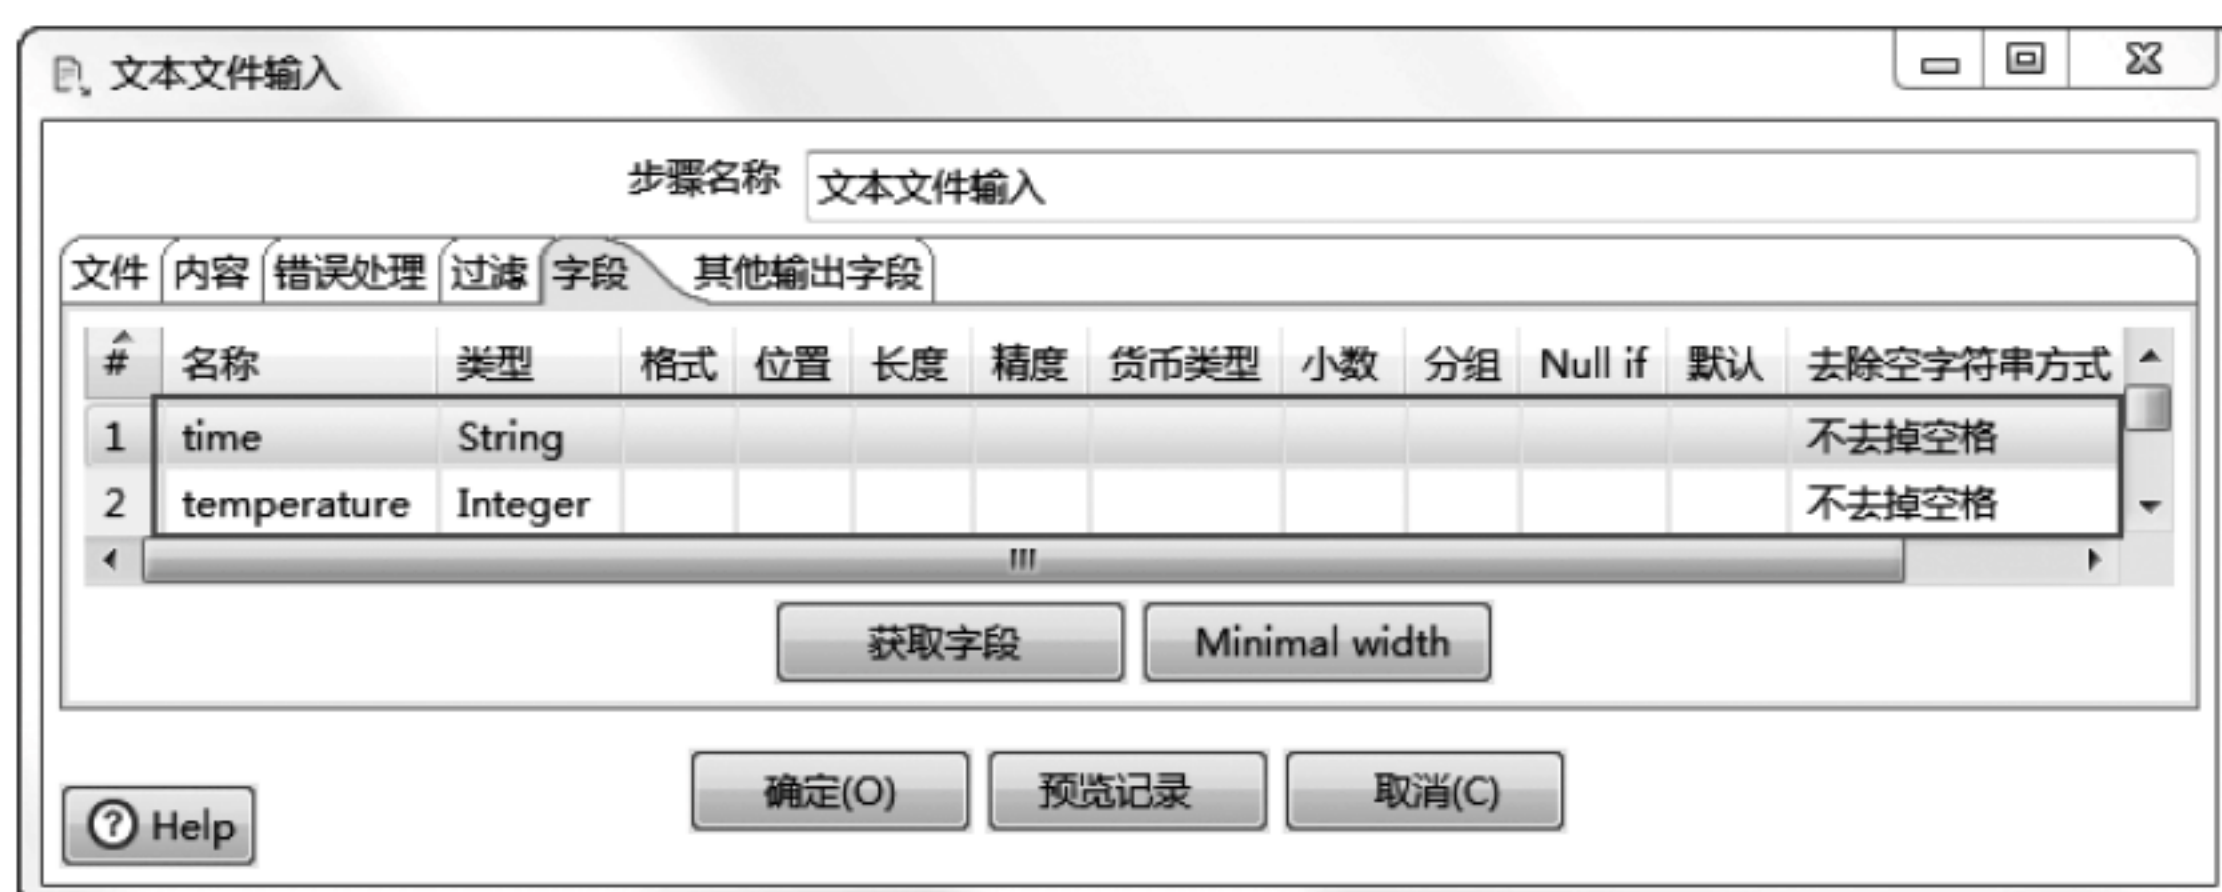 文本文件输入
步骤名称 文本文件输入
文件 内容 错误处理 过滤 字段 其他输出字段
# 名称 类型 格式 位置 长度 精度 货币类型 小数 分组 Null if 默认 去除空字符串方式
1 time String 不去掉空格
2 temperature Integer 不去掉空格
获取字段 Minimal width
确定(O) 预览记录 取消(C)
Help